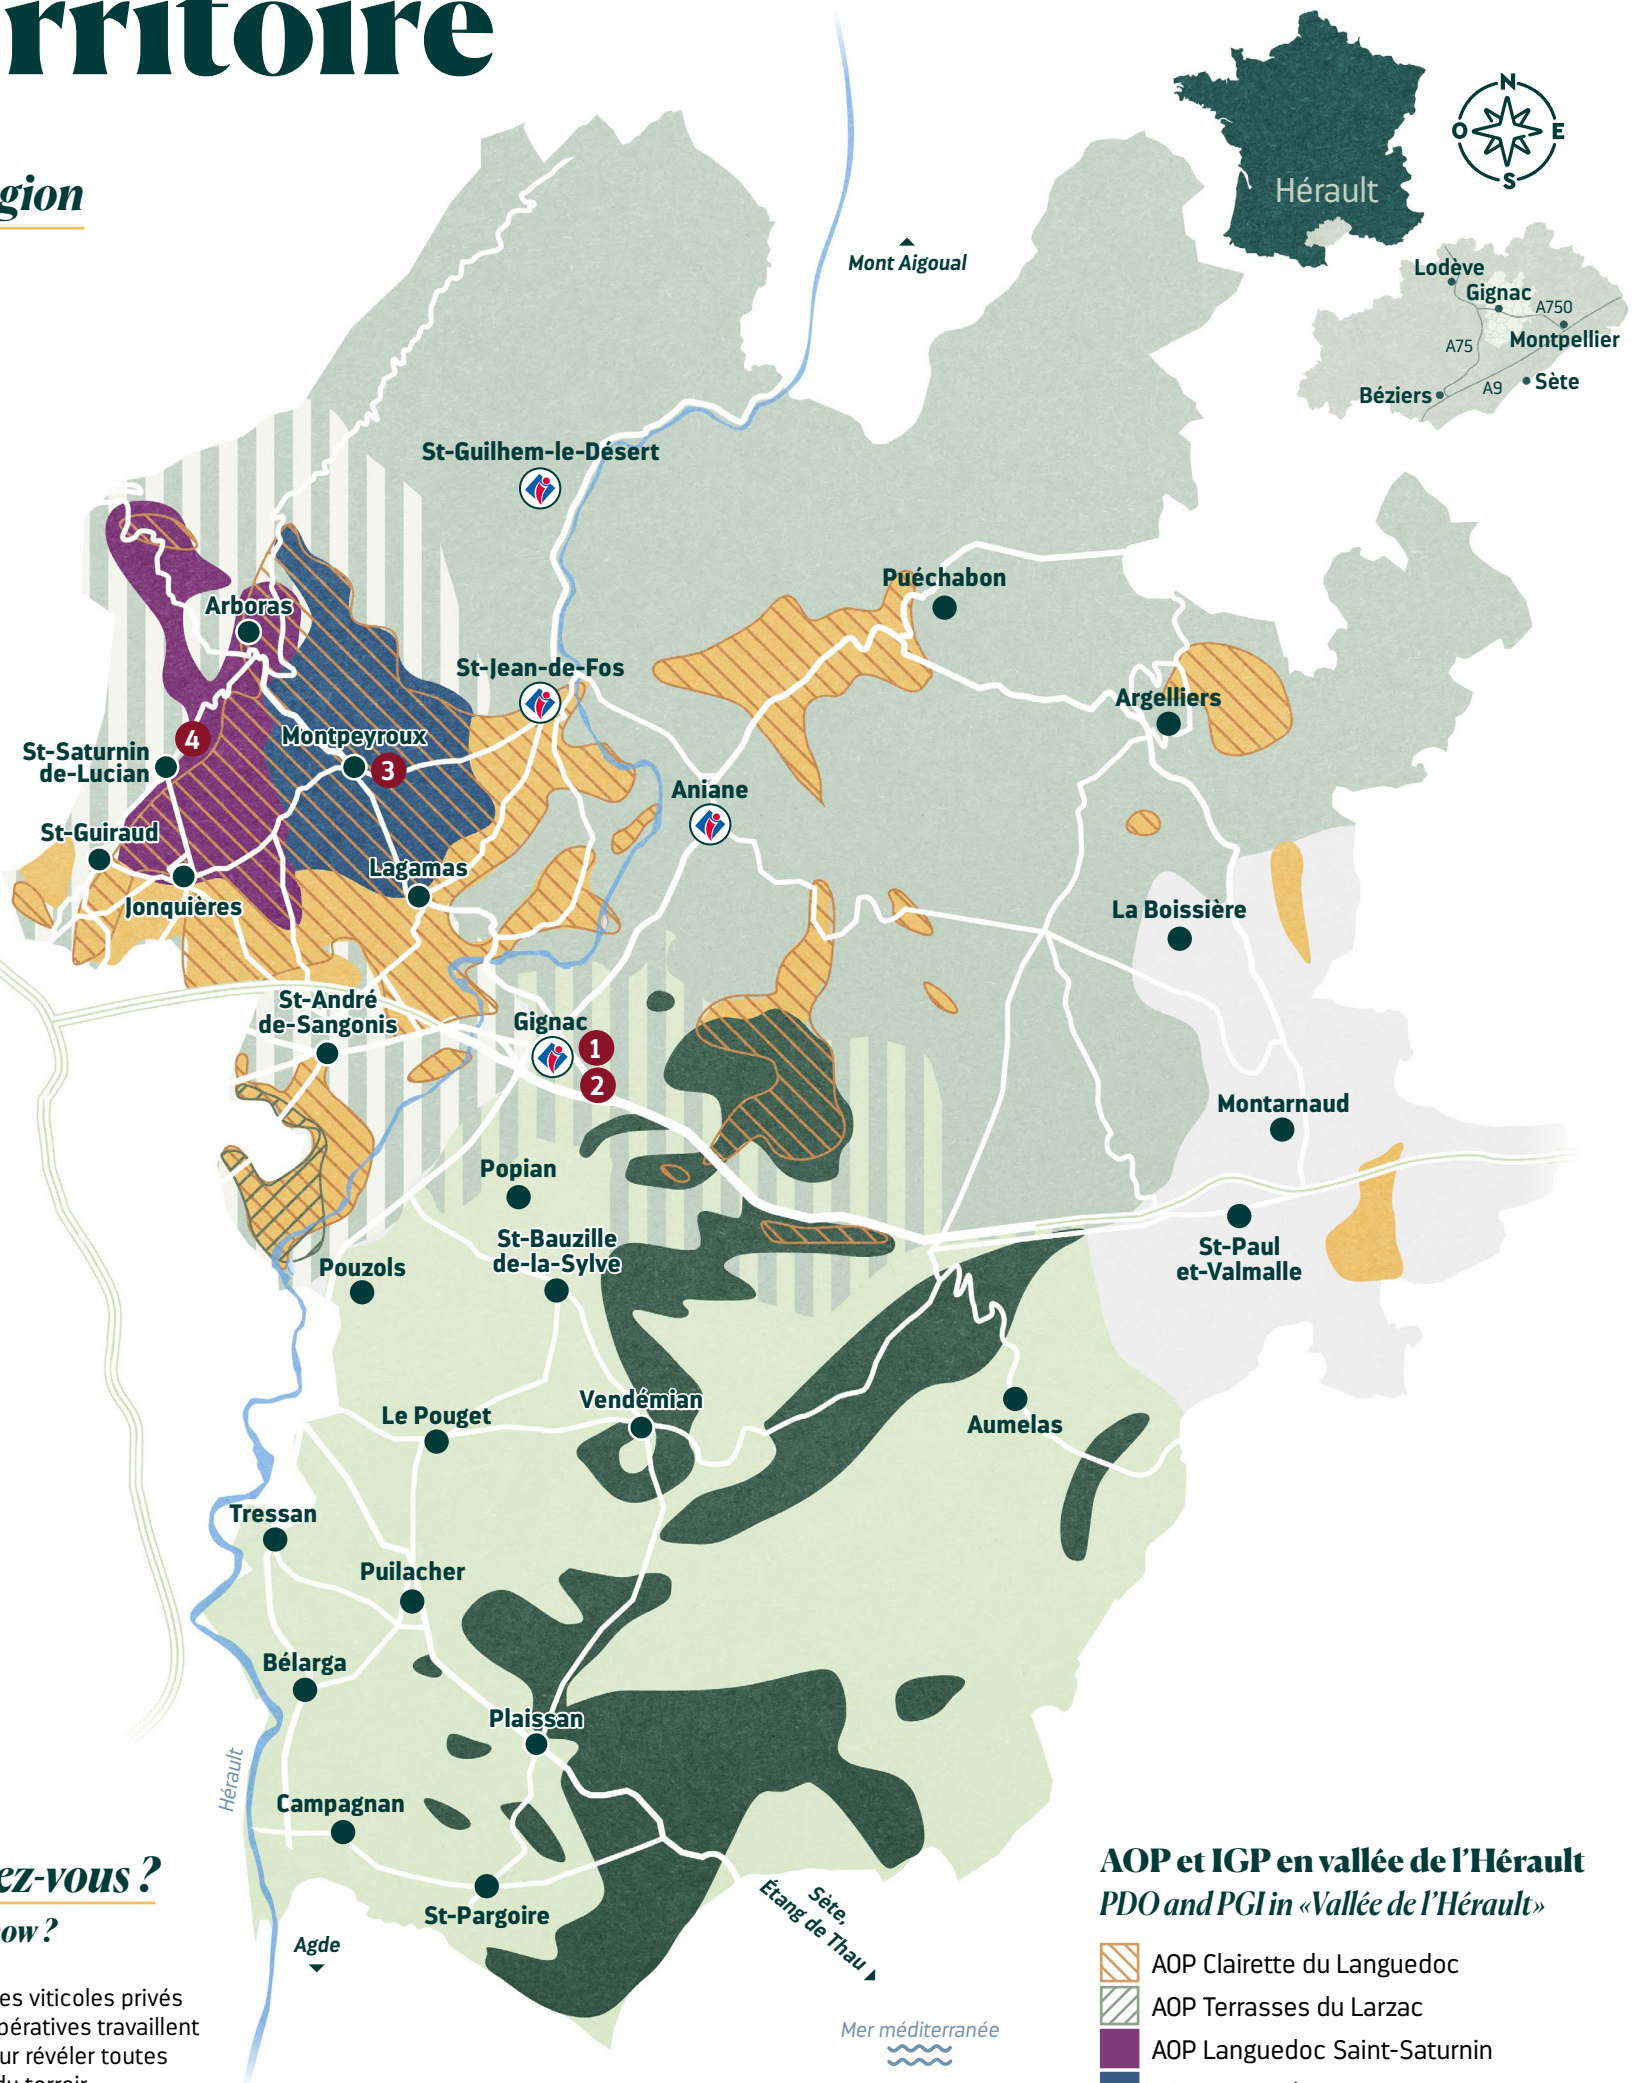 rritoire
gion
N
O
E
S
Hérault
Lodève
Gignac
A750
Montpellier
A75
A9
Sète
Béziers
Mont Aigoual
St-Guilhem-le-Désert
Puéchabon
Arboras
St-Jean-de-Fos
Argelliers
4
Montpeyroux
3
St-Saturnin
de-Lucian
Aniane
St-Guiraud
Lagamas
Jonquières
La Boissière
St-André
de-Sangonis
Gignac
1
2
Montarnaud
Popian
St-Bauzille
de-la-Sylve
St-Paul
et-Valmalle
Pouzols
Vendémian
Le Pouget
Aumelas
Tressan
Puilacher
Bélarga
Plaissan
Hérault
Campagnan
St-Pargoire
Sète,
Étang de Thau
Agde
Mer méditerranée
ez-vous ?
ow ?
es viticoles privés
pératives travaillent
ur révéler toutes
AOP et IGP en vallée de l'Hérault
PDO and PGI in «Vallée de l'Hérault»
AOP Clairette du Languedoc
AOP Terrasses du Larzac
AOP Languedoc Saint-Saturnin